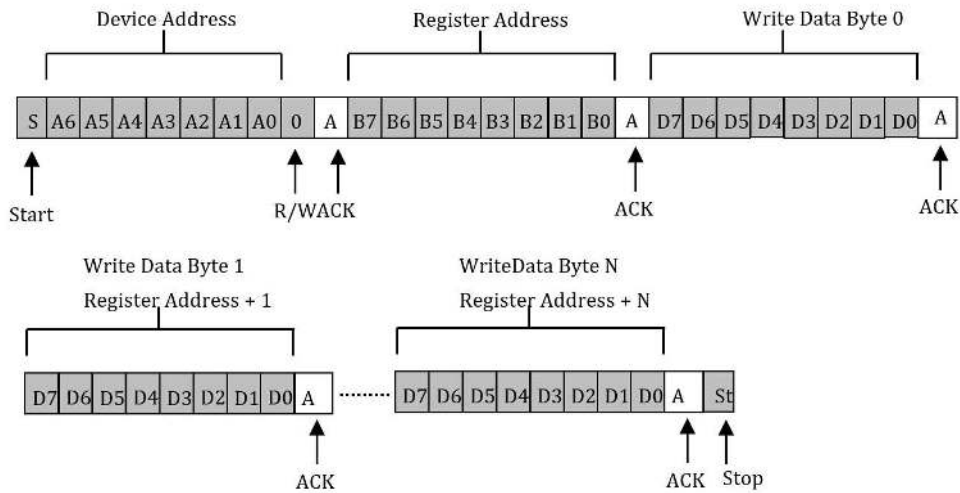 Device Address Register Address Write Data Byte 0
S A6 A5 A4 A3 A2 A1 A0 0 A B7 B6 B5 B4 B3 B2 B1 B0 A D7 D6 D5 D4 D3 D2 D1 D0 A
Start R/WACK ACK ACK
Write Data Byte 1 WriteData Byte N
Register Address + 1 Register Address + N
D7 D6 D5 D4 D3 D2 D1 D0 A ········· D7 D6 D5 D4 D3 D2 D1 D0 A St
ACK ACK Stop